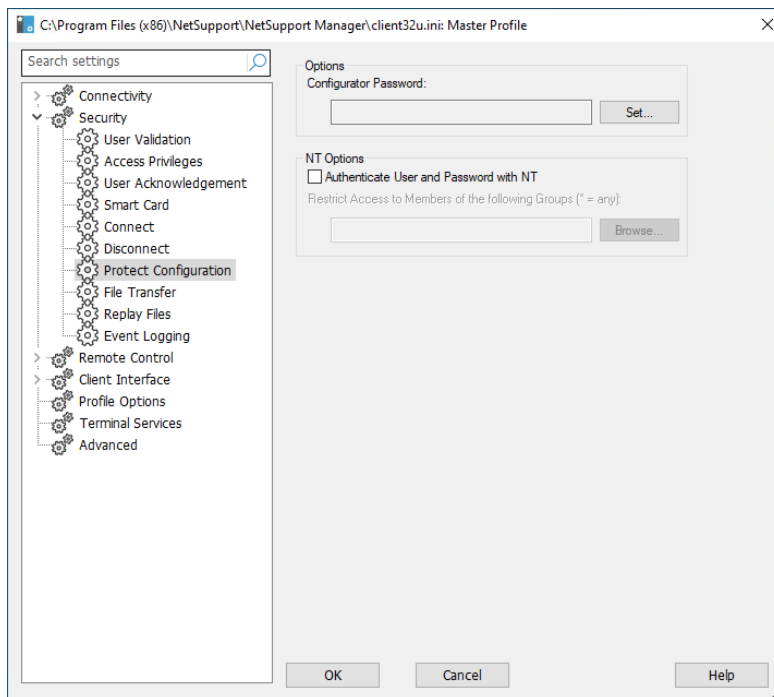 C:\Program Files (x86)\NetSupport\NetSupport Manager\client32u.ini: Master Profile
Search settings
Connectivity
Security
User Validation
Access Privileges
User Acknowledgement
Smart Card
Connect
Disconnect
Protect Configuration
File Transfer
Replay Files
Event Logging
Remote Control
Client Interface
Profile Options
Terminal Services
Advanced
Options
Configurator Password:
Set...
NT Options
Authenticate User and Password with NT
Restrict Access to Members of the following Groups (* = any):
Browse...
OK
Cancel
Help